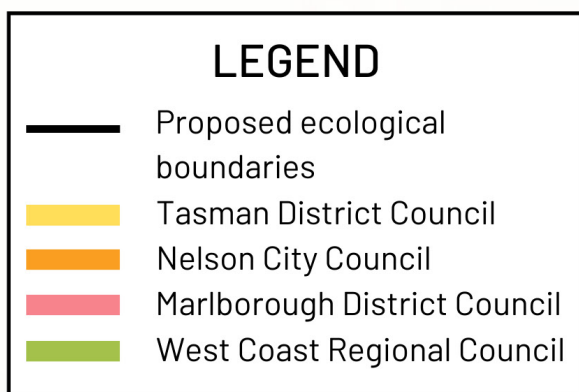 LEGEND
Proposed ecological
boundaries
Tasman District Council
Nelson City Council
Marlborough District Council
West Coast Regional Council